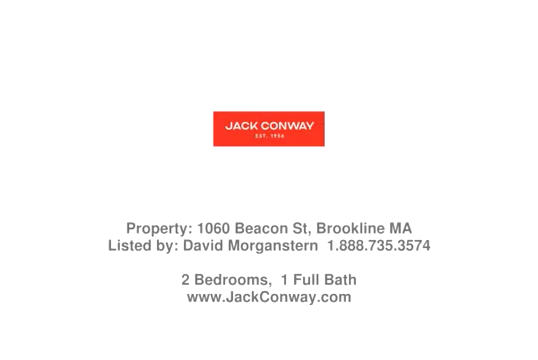 JACK CONWAY
EST. 1956
Property: 1060 Beacon St, Brookline MA
Listed by: David Morganstern 1.888.735.3574
2 Bedrooms, 1 Full Bath
www.JackConway.com